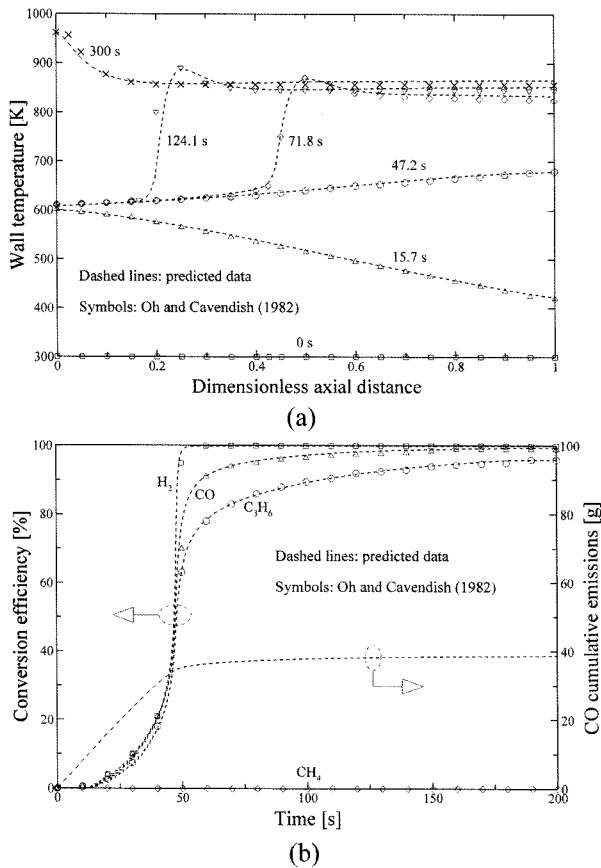 1000
900
800
700
600
500
400
300
Wall temperature [K]
300 s
124.1 s
71.8 s
47.2 s
15.7 s
0 s
Dashed lines: predicted data
Symbols: Oh and Cavendish (1982)
0 0.2 0.4 0.6 0.8 1
Dimensionless axial distance
(a)
100
80
60
40
20
0
Conversion efficiency [%]
H₂
CO
C₃H₆
Dashed lines: predicted data
Symbols: Oh and Cavendish (1982)
CH₄
100
80
60
40
20
0
CO cumulative emissions [g]
0 50 100 150 200
Time [s]
(b)